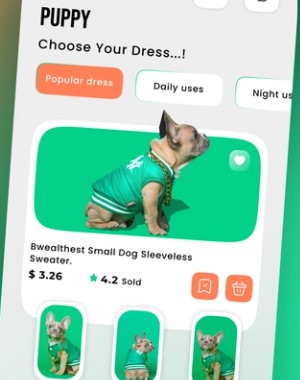 PUPPY
Choose Your Dress...!
Popular dress
Daily uses
Night us
Bwealthest Small Dog Sleeveless
Sweater.
$ 3.26
4.2 Sold